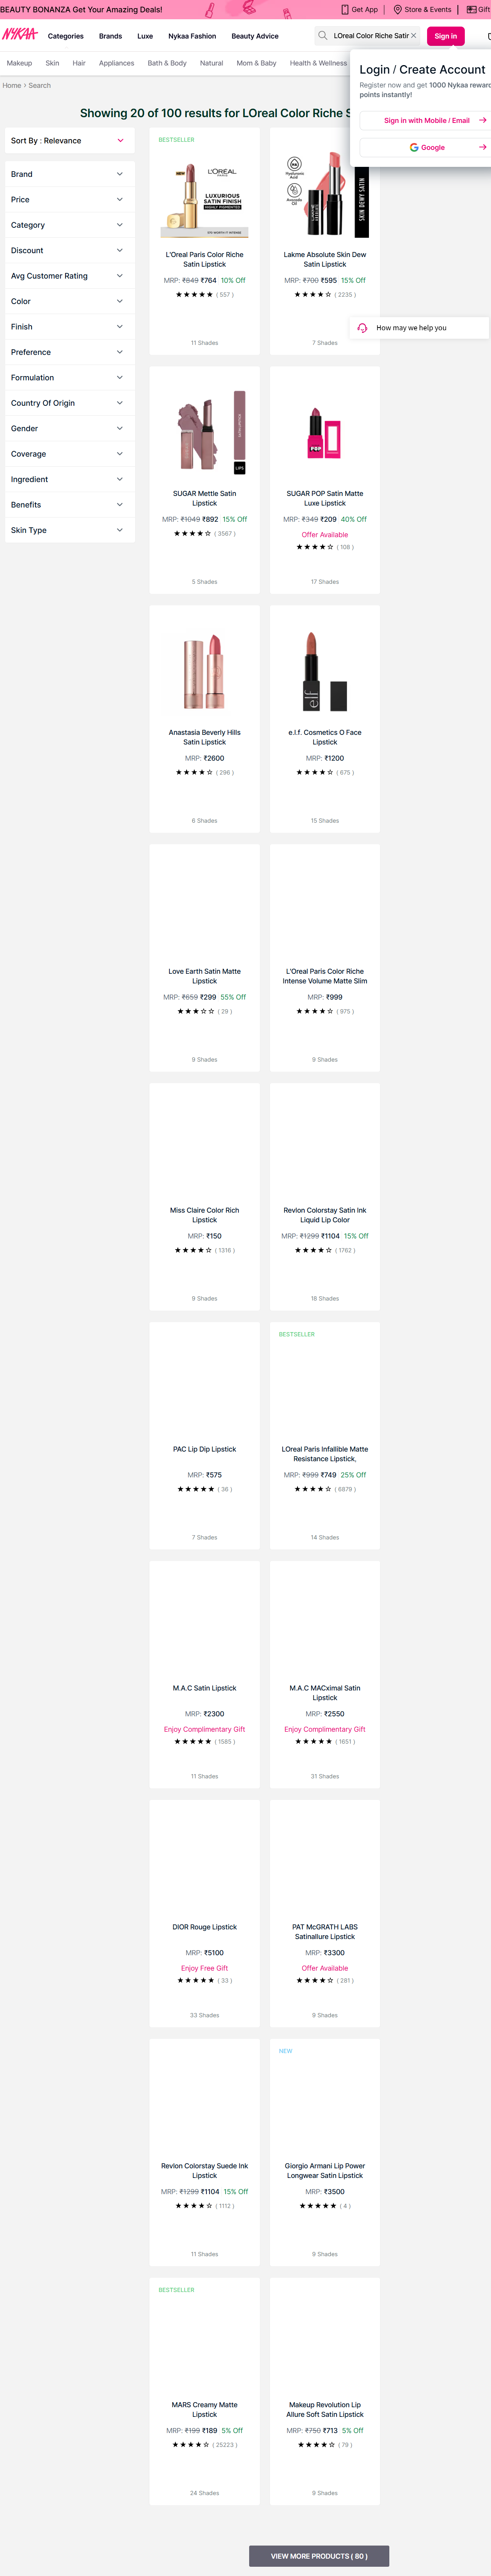 BEAUTY BONANZA Get Your Amazing Deals!
Get App
Store & Events
Gift
NYKAA
Categories
Brands
Luxe
Nykaa Fashion
Beauty Advice
LOreal Color Riche Satin
Sign in
Makeup
Skin
Hair
Appliances
Bath & Body
Natural
Mom & Baby
Health & Wellness
Login / Create Account
Register now and get 1000 Nykaa reward
points instantly!
Sign in with Mobile / Email
Google
Home > Search
Showing 20 of 100 results for LOreal Color Riche S
Sort By : Relevance
Brand
Price
Category
Discount
Avg Customer Rating
Color
Finish
Preference
Formulation
Country Of Origin
Gender
Coverage
Ingredient
Benefits
Skin Type
BESTSELLER
L'ORÉAL
LUXURIOUS
SATIN FINISH
HIGHLY PIGMENTED
L'Oreal Paris Color Riche
Satin Lipstick
MRP: ₹849 ₹764 10% Off
( 557 )
11 Shades
Hyaluronic
Acid
Avocado
Oil
SKIN DEWY SATIN
Lakme Absolute Skin Dew
Satin Lipstick
MRP: ₹700 ₹595 15% Off
( 2235 )
7 Shades
How may we help you
LIPS
SUGAR Mettle Satin
Lipstick
MRP: ₹1049 ₹892 15% Off
( 3567 )
5 Shades
POP
SUGAR POP Satin Matte
Luxe Lipstick
MRP: ₹349 ₹209 40% Off
Offer Available
( 108 )
17 Shades
Anastasia Beverly Hills
Satin Lipstick
MRP: ₹2600
( 296 )
6 Shades
elf
e.l.f. Cosmetics O Face
Lipstick
MRP: ₹1200
( 675 )
15 Shades
Love Earth Satin Matte
Lipstick
MRP: ₹659 ₹299 55% Off
( 29 )
9 Shades
L'Oreal Paris Color Riche
Intense Volume Matte Slim
MRP: ₹999
( 975 )
9 Shades
Miss Claire Color Rich
Lipstick
MRP: ₹150
( 1316 )
9 Shades
Revlon Colorstay Satin Ink
Liquid Lip Color
MRP: ₹1299 ₹1104 15% Off
( 1762 )
18 Shades
PAC Lip Dip Lipstick
MRP: ₹575
( 36 )
7 Shades
BESTSELLER
LOreal Paris Infallible Matte
Resistance Lipstick,
MRP: ₹999 ₹749 25% Off
( 6879 )
14 Shades
M.A.C Satin Lipstick
MRP: ₹2300
Enjoy Complimentary Gift
( 1585 )
11 Shades
M.A.C MACximal Satin
Lipstick
MRP: ₹2550
Enjoy Complimentary Gift
( 1651 )
31 Shades
DIOR Rouge Lipstick
MRP: ₹5100
Enjoy Free Gift
( 33 )
33 Shades
PAT McGRATH LABS
Satinallure Lipstick
MRP: ₹3300
Offer Available
( 281 )
9 Shades
Revlon Colorstay Suede Ink
Lipstick
MRP: ₹1299 ₹1104 15% Off
( 1112 )
11 Shades
NEW
Giorgio Armani Lip Power
Longwear Satin Lipstick
MRP: ₹3500
( 4 )
9 Shades
BESTSELLER
MARS Creamy Matte
Lipstick
MRP: ₹199 ₹189 5% Off
( 25223 )
24 Shades
Makeup Revolution Lip
Allure Soft Satin Lipstick
MRP: ₹750 ₹713 5% Off
( 79 )
9 Shades
VIEW MORE PRODUCTS ( 80 )